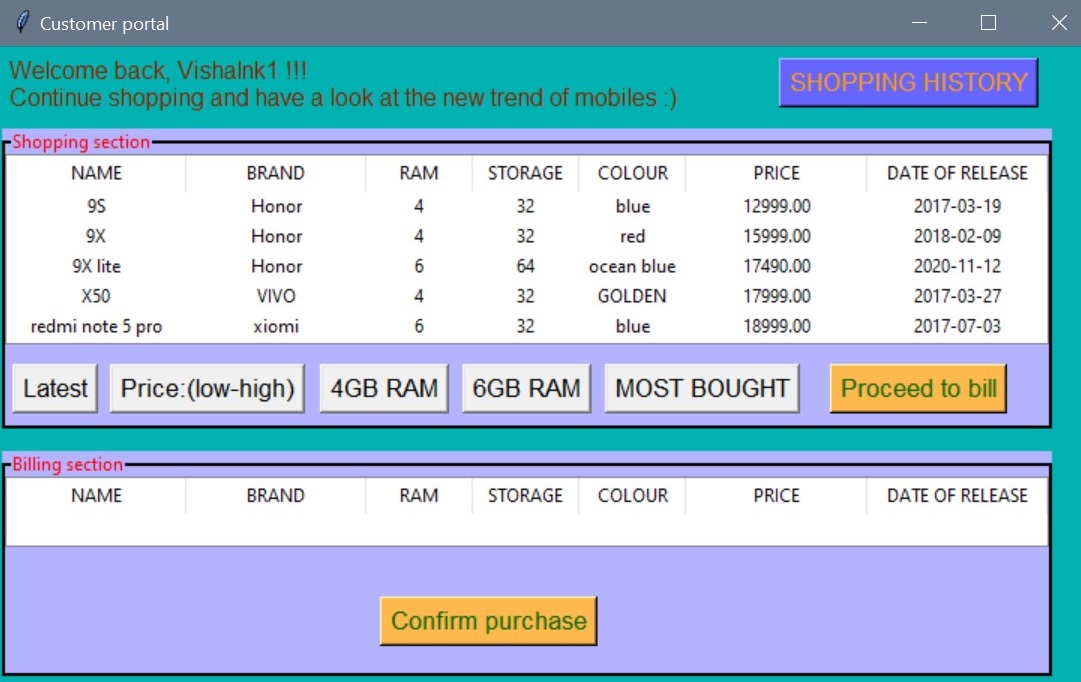 Customer portal
Welcome back, Vishalnk1 !!!
Continue shopping and have a look at the new trend of mobiles :)
SHOPPING HISTORY
Shopping section
NAME BRAND RAM STORAGE COLOUR PRICE DATE OF RELEASE
9S Honor 4 32 blue 12999.00 2017-03-19
9X Honor 4 32 red 15999.00 2018-02-09
9X lite Honor 6 64 ocean blue 17490.00 2020-11-12
X50 VIVO 4 32 GOLDEN 17999.00 2017-03-27
redmi note 5 pro xiomi 6 32 blue 18999.00 2017-07-03
Latest Price:(low-high) 4GB RAM 6GB RAM MOST BOUGHT Proceed to bill
Billing section
NAME BRAND RAM STORAGE COLOUR PRICE DATE OF RELEASE
Confirm purchase